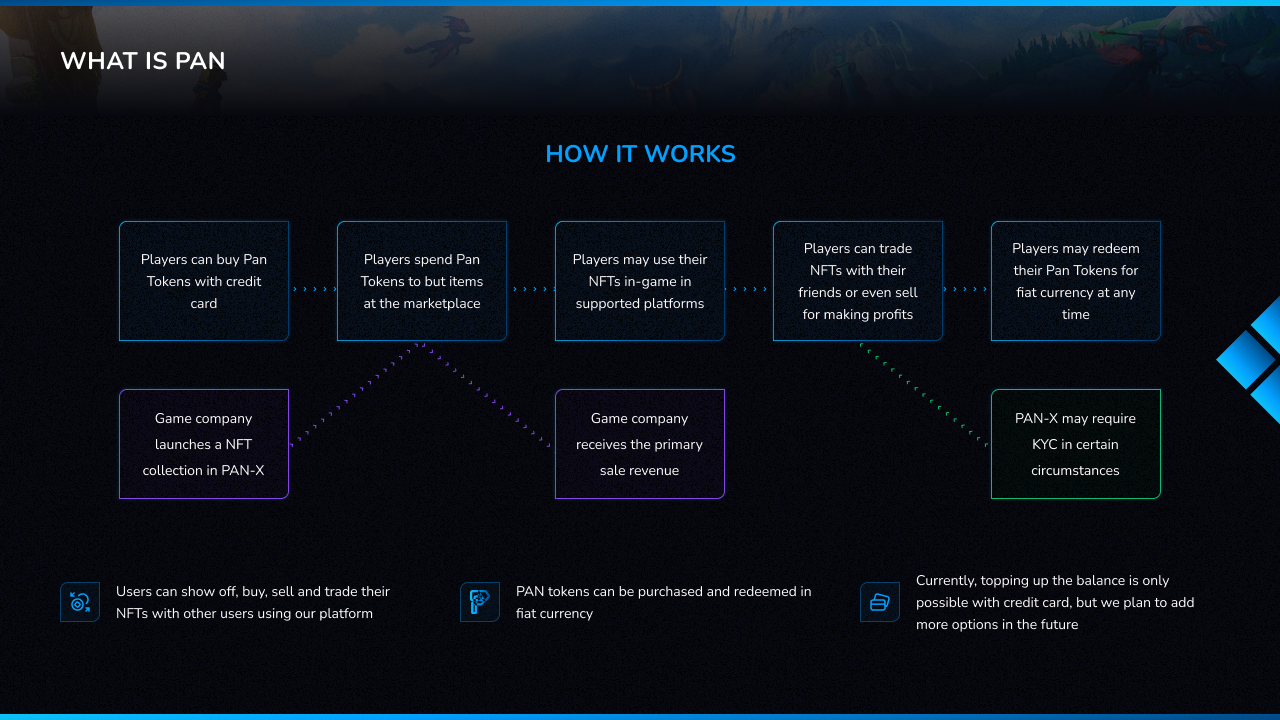 WHAT IS PAN
HOW IT WORKS
Players can buy Pan
Tokens with credit
card
Players spend Pan
Tokens to but items
at the marketplace
Players may use their
NFTs in-game in
supported platforms
Players can trade
NFTs with their
friends or even sell
for making profits
Players may redeem
their Pan Tokens for
fiat currency at any
time
Game company
launches a NFT
collection in PAN-X
Game company
receives the primary
sale revenue
PAN-X may require
KYC in certain
circumstances
Users can show off, buy, sell and trade their
NFTs with other users using our platform
PAN tokens can be purchased and redeemed in
fiat currency
Currently, topping up the balance is only
possible with credit card, but we plan to add
more options in the future